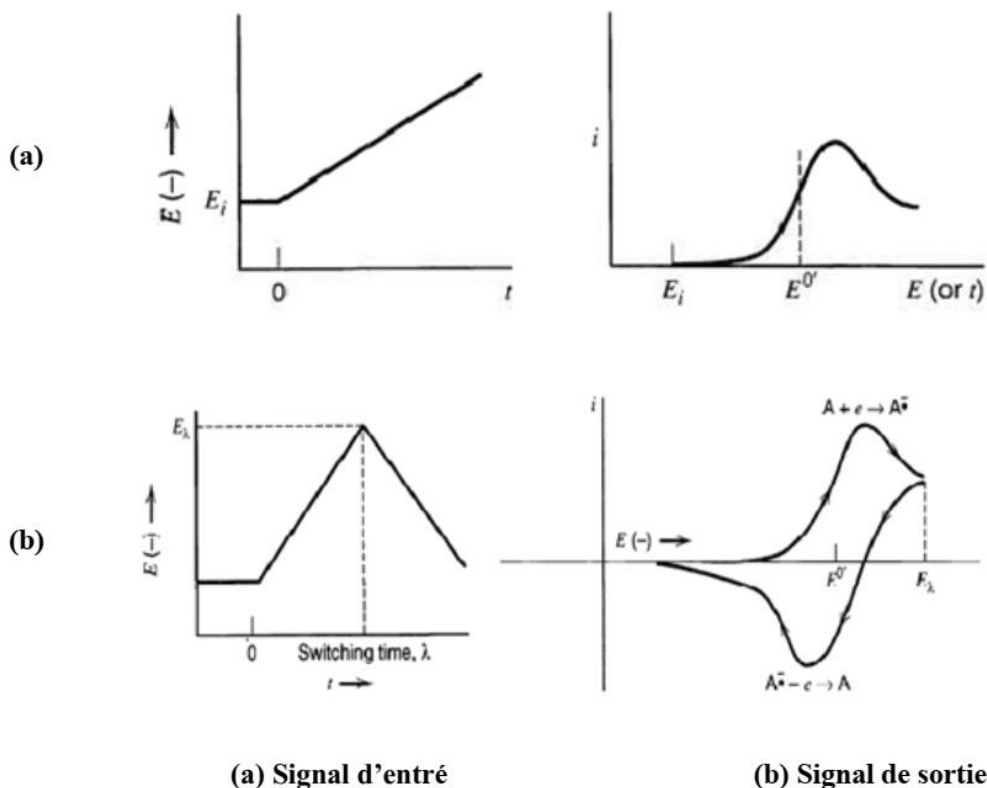 (a)
E (–) →
E_i
0
t
i
E_i
E^0'
E (or t)
(b)
E_λ
E (–) →
0
Switching time, λ
t →
i
A + e → A•̄
E (–) →
E^0'
E_λ
A•̄ – e → A
(a) Signal d’entré
(b) Signal de sortie